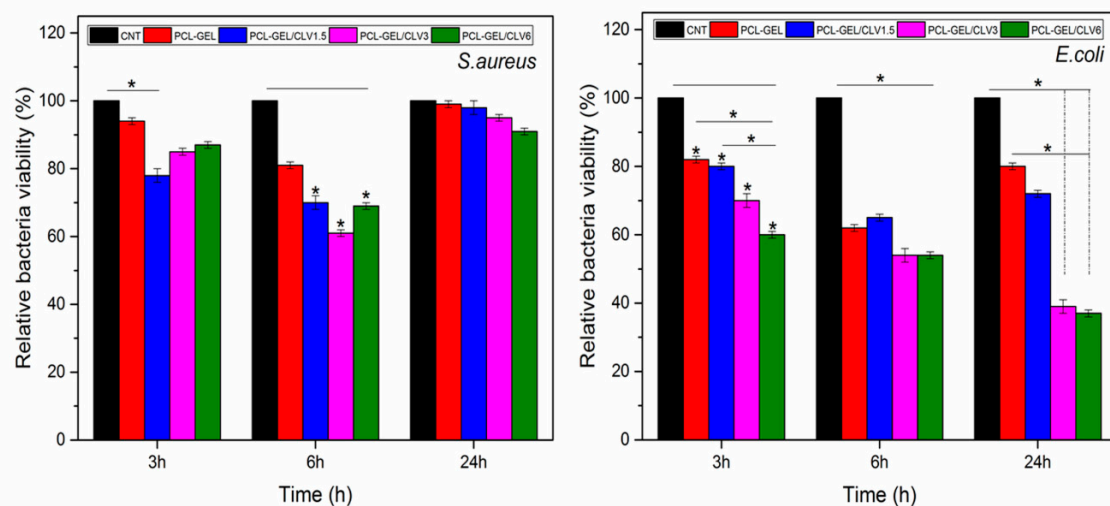 CNT PCL-GEL PCL-GEL/CLV1.5 PCL-GEL/CLV3 PCL-GEL/CLV6
S.aureus
Relative bacteria viability (%)
120
100
80
60
40
20
0
*
*
*
*
3h 6h 24h
Time (h)
CNT PCL-GEL PCL-GEL/CLV1.5 PCL-GEL/CLV3 PCL-GEL/CLV6
E.coli
Relative bacteria viability (%)
120
100
80
60
40
20
0
* *
*
* *
* *
*
*
3h 6h 24h
Time (h)